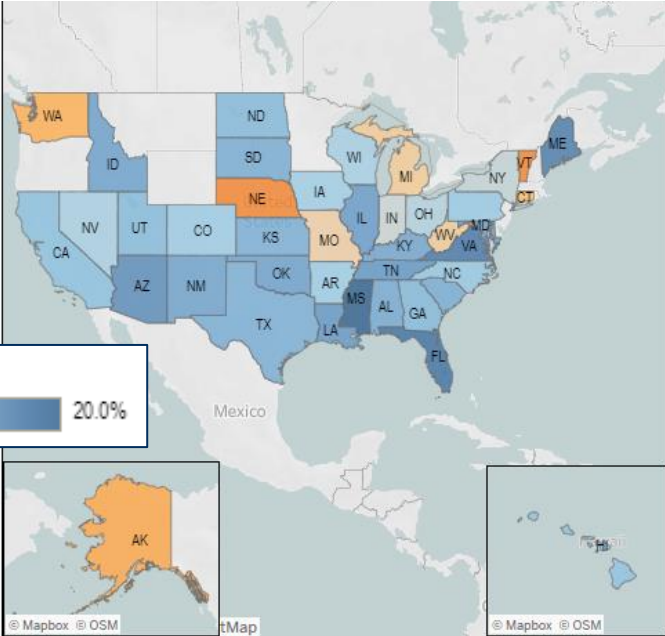 WA
ND
ME
ID
SD
WI
VT
MI
NY
CT
NE
IA
NV
UT
CO
IL
IN
OH
MD
CA
KS
MO
WV
VA
KY
AZ
NM
OK
AR
TN
NC
TX
LA
MS
AL
GA
FL
20.0%
Mexico
AK
HI
© Mapbox © OSM
tMap
© Mapbox © OSM